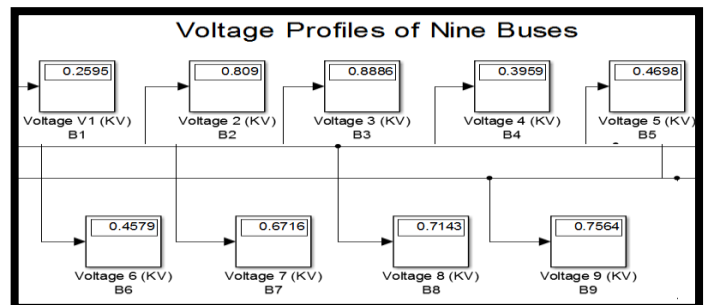 Voltage Profiles of Nine Buses
0.2595 0.809 0.8886 0.3959 0.4698
Voltage V1 (KV) Voltage 2 (KV) Voltage 3 (KV) Voltage 4 (KV) Voltage 5 (KV)
B1 B2 B3 B4 B5
0.4579 0.6716 0.7143 0.7564
Voltage 6 (KV) Voltage 7 (KV) Voltage 8 (KV) Voltage 9 (KV)
B6 B7 B8 B9